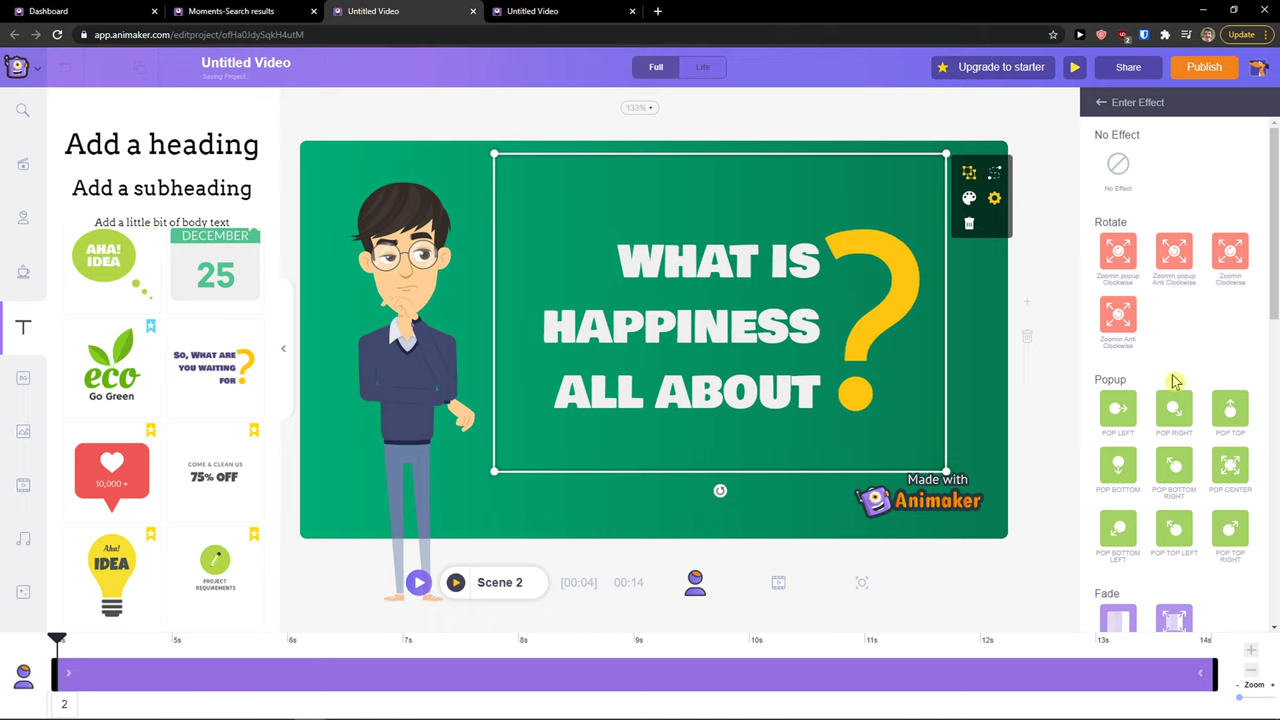 Dashboard
Moments-Search results
Untitled Video
Untitled Video
app.animaker.com/editproject/ofHa0JdySqkH4utM
2
Update
Untitled Video
Saving Project...
Full
Lite
Upgrade to starter
Share
Publish
Add a heading
Add a subheading
Add a little bit of body text
AHA!
IDEA
DECEMBER
25
eco
Go Green
So, What are
you waiting
for ?
10,000 +
COME & CLEAN US
75% OFF
Aha!
IDEA
PROJECT
REQUIREMENTS
T
BG
133%
WHAT IS
HAPPINESS
ALL ABOUT
?
Made with
Animaker
Enter Effect
No Effect
No Effect
Rotate
Zoomin popup
Clockwise
Zoomin popup
Anti Clockwise
Zoomin
Clockwise
Zoomin Anti
Clockwise
Popup
POP LEFT
POP RIGHT
POP TOP
POP BOTTOM
POP BOTTOM
RIGHT
POP CENTER
POP BOTTOM
LEFT
POP TOP LEFT
POP TOP
RIGHT
Fade
Scene 2
[00:04]
00:14
5s
6s
7s
8s
9s
10s
11s
12s
13s
14s
- Zoom +
2